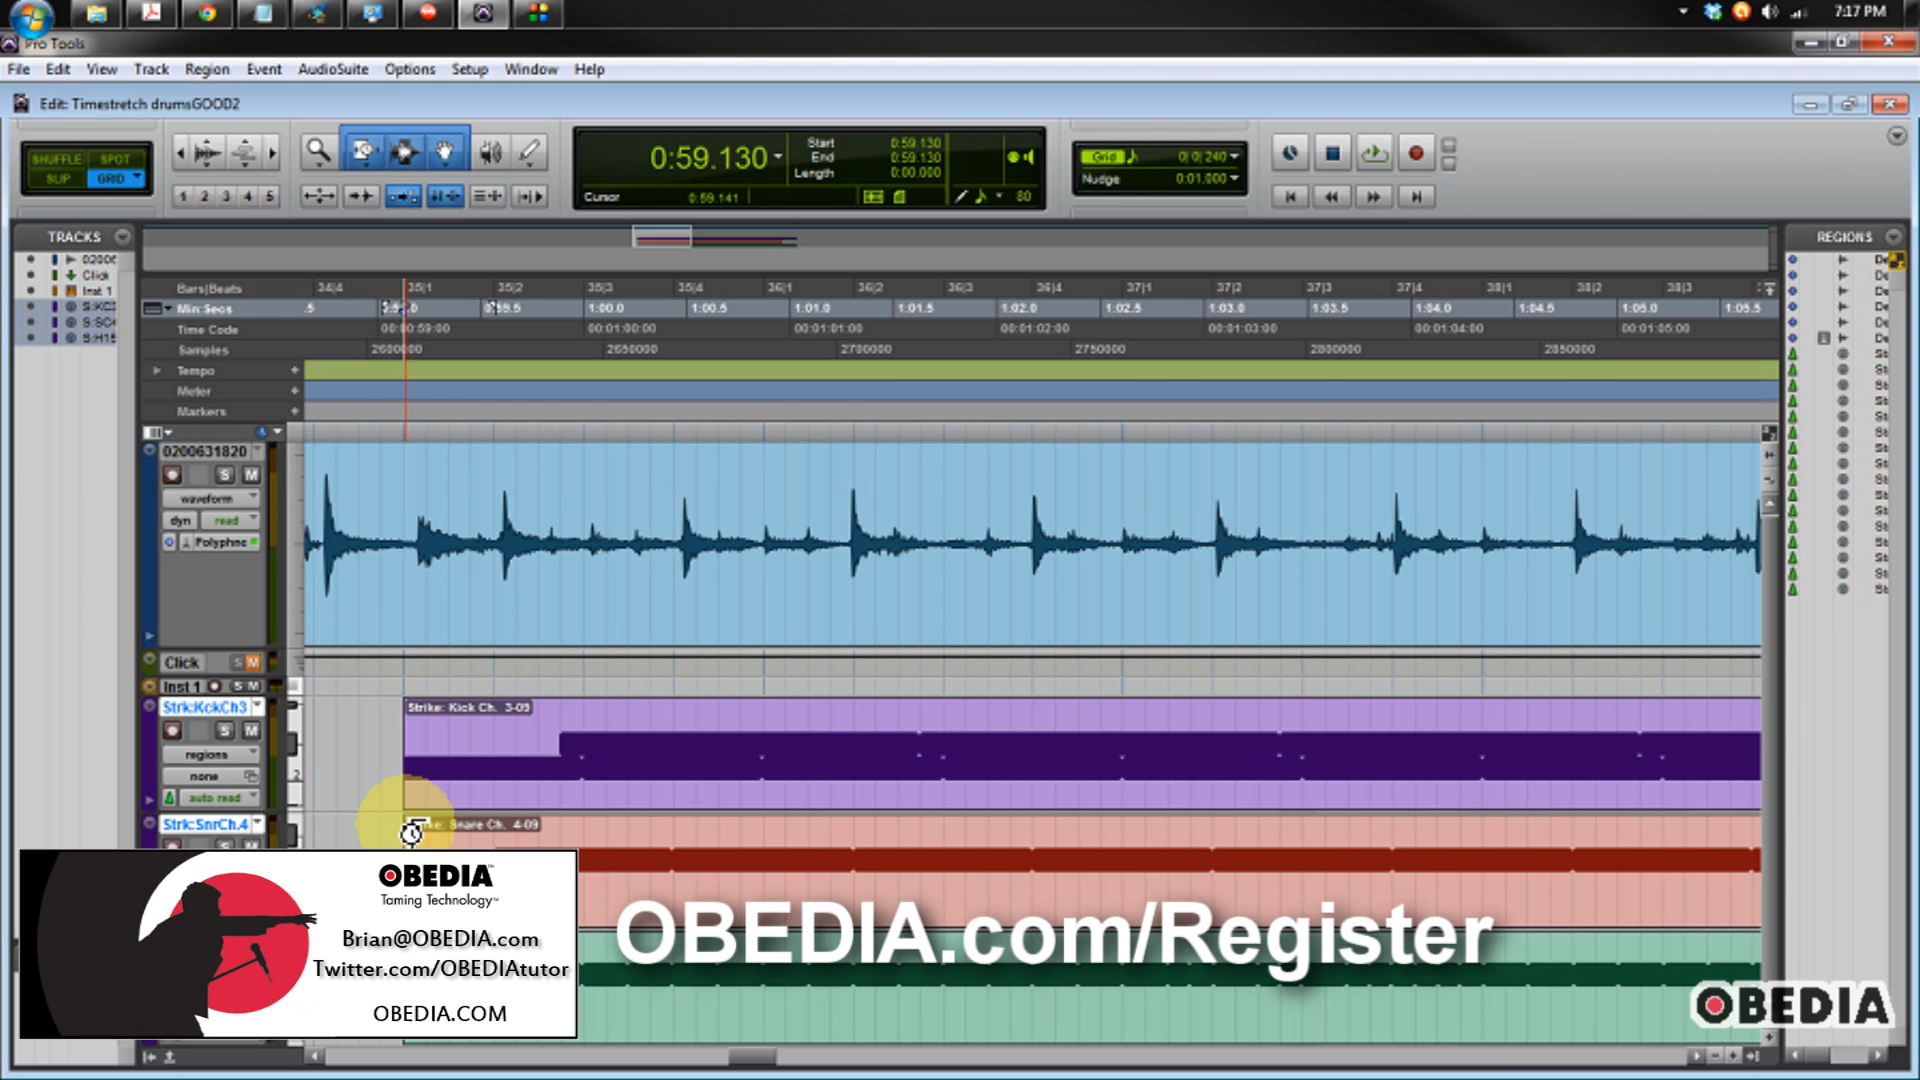 7:17 PM
Pro Tools
File Edit View Track Region Event AudioSuite Options Setup Window Help
Edit: Timestretch drumsGOOD2
SHUFFLE SPOT
SLIP GRID
1 2 3 4 5
0:59.130
Start 0:59.130
End 0:59.130
Length 0:00.000
Cursor 0:59.141
80
Grid 0| 0| 240
Nudge 0:01.000
TRACKS
REGIONS
02006
Click
Inst 1
Bars|Beats 34|4 35|1 35|2 35|3 35|4 36|1 36|2 36|3 36|4 37|1 37|2 37|3 37|4 38|1 38|2 38|3
Min:Secs .5 1:00.0 1:00.5 1:01.0 1:01.5 1:02.0 1:02.5 1:03.0 1:03.5 1:04.0 1:04.5 1:05.0 1:05.5
Time Code 00:00:59:00 00:01:00:00 00:01:01:00 00:01:02:00 00:01:03:00 00:01:04:00 00:01:05:00
Samples 2600000 2650000 2700000 2750000 2800000 2850000
Tempo
Meter
Markers
0200631820
S M
waveform
dyn read
Polyphnc
Click S M
Inst 1 S M
Strk:KckCh3
S M
regions
none
auto read
2
Strike: Kick Ch. 3-09
Strk:SnrCh.4
Snare Ch. 4-09
OBEDIA
Taming Technology™
Brian@OBEDIA.com
Twitter.com/OBEDIAtutor
OBEDIA.COM
OBEDIA.com/Register
OBEDIA